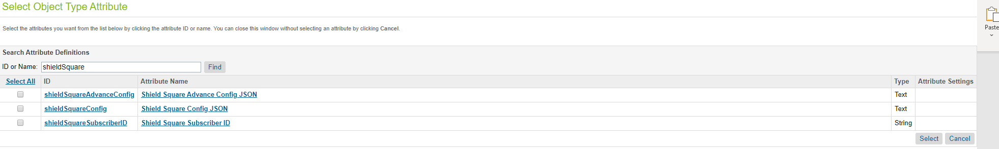 Select Object Type Attribute
Select the attributes you want from the list below by clicking the attribute ID or name. You can close this window without selecting an attribute by clicking Cancel.
Paste
Search Attribute Definitions
ID or Name: shieldSquare Find
Select All ID Attribute Name Type Attribute Settings
shieldSquareAdvanceConfig Shield Square Advance Config JSON Text
shieldSquareConfig Shield Square Config JSON Text
shieldSquareSubscriberID Shield Square Subscriber ID String
Select Cancel